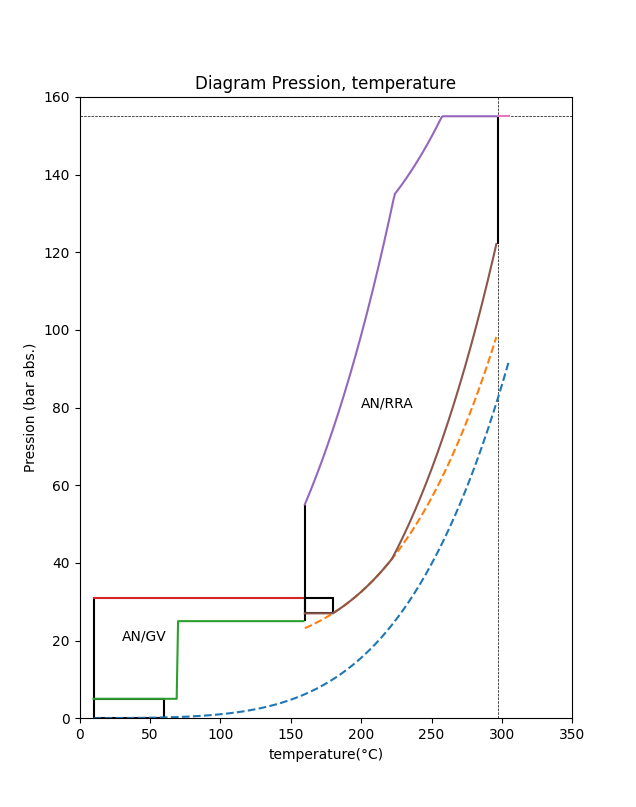 Diagram Pression, temperature
160
140
120
100
80
60
40
20
0
Pression (bar abs.)
AN/RRA
AN/GV
0 50 100 150 200 250 300 350
temperature(°C)